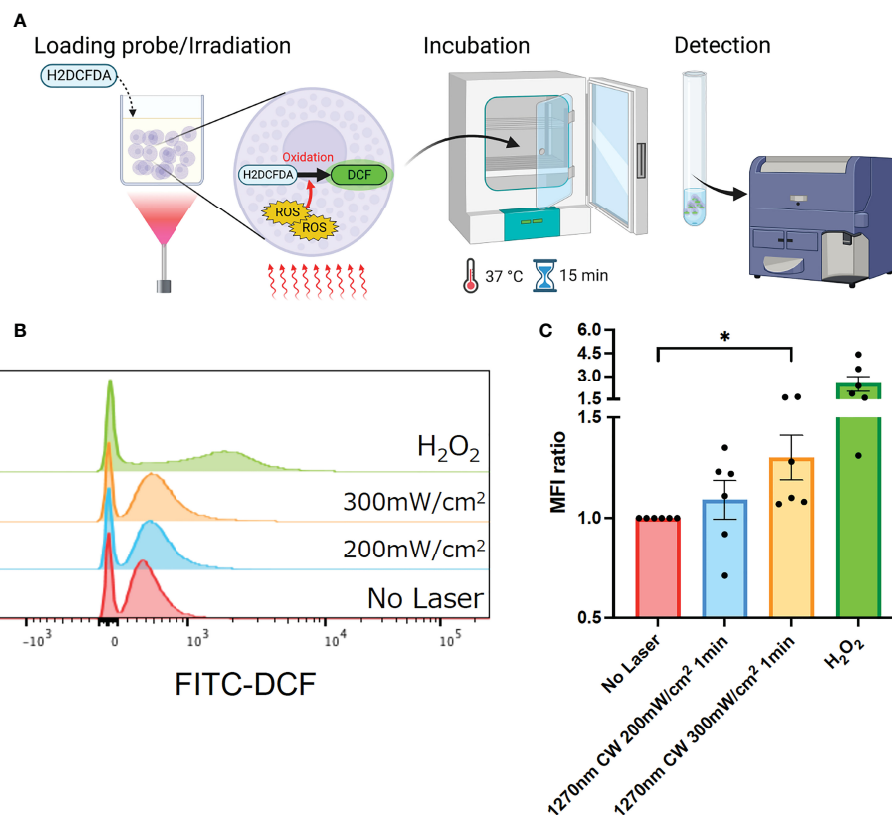 A
Loading probe/Irradiation
Incubation
Detection
H2DCFDA
Oxidation
H2DCFDA
DCF
ROS
ROS
37 °C
15 min
B
H₂O₂
300mW/cm²
200mW/cm²
No Laser
-10³
0
10³
10⁴
10⁵
FITC-DCF
C
6.0
4.5
3.0
1.5
1.5
1.0
0.5
MFI ratio
*
No Laser
1270nm CW 200mW/cm² 1min
1270nm CW 300mW/cm² 1min
H₂O₂